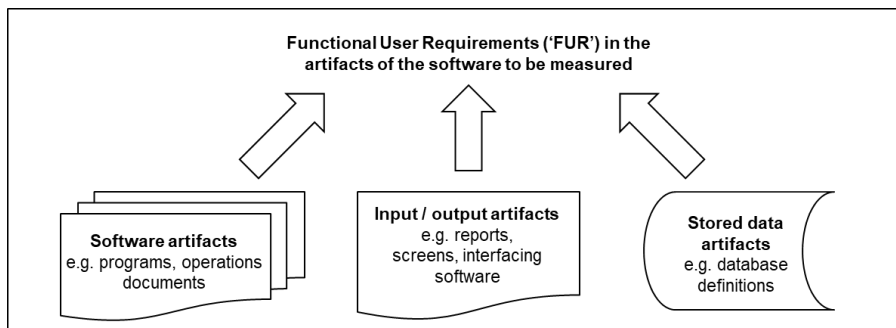 Functional User Requirements (‘FUR’) in the
artifacts of the software to be measured
Software artifacts
e.g. programs, operations
documents
Input / output artifacts
e.g. reports,
screens, interfacing
software
Stored data
artifacts
e.g. database
definitions